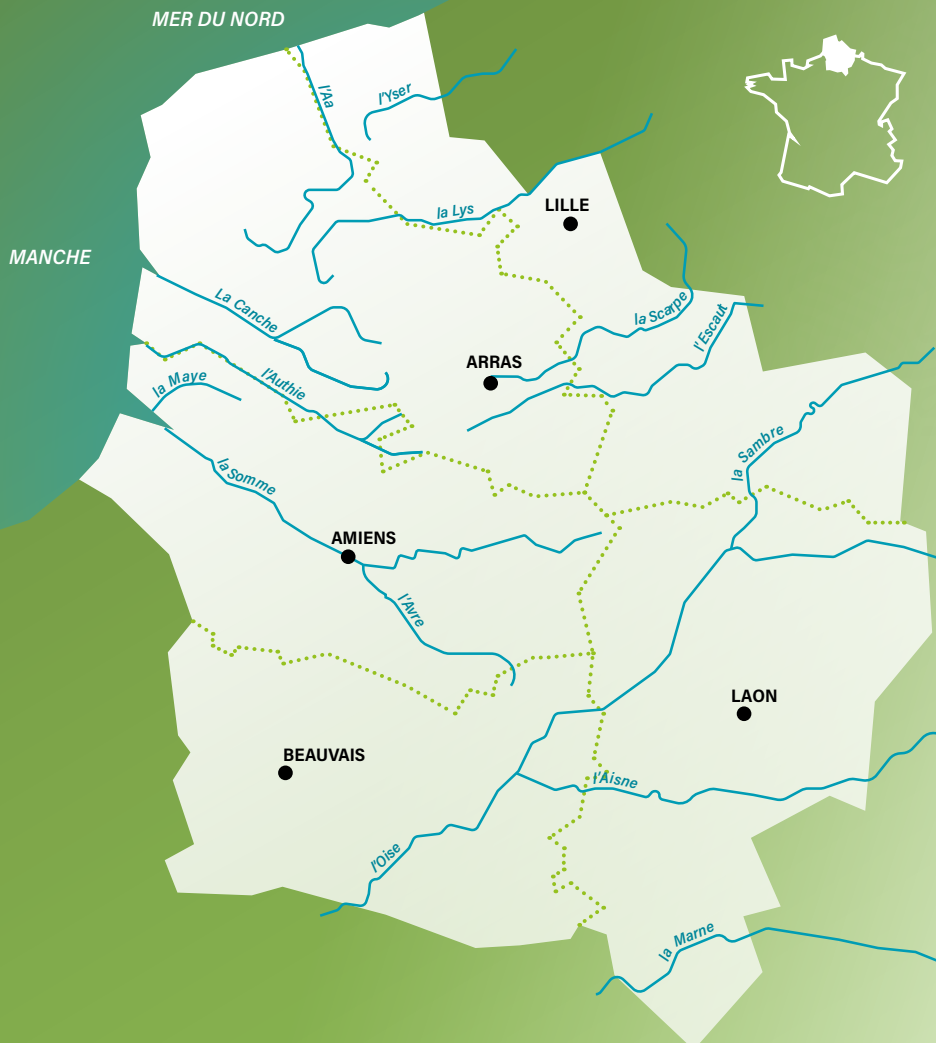 MER DU NORD
l'Aa
l'Yser
la Lys
LILLE
MANCHE
La Canche
la Scarpe
l'Escaut
ARRAS
la Maye
l'Authie
la Sambre
la Somme
AMIENS
l'Avre
LAON
BEAUVAIS
l'Aisne
l'Oise
la Marne